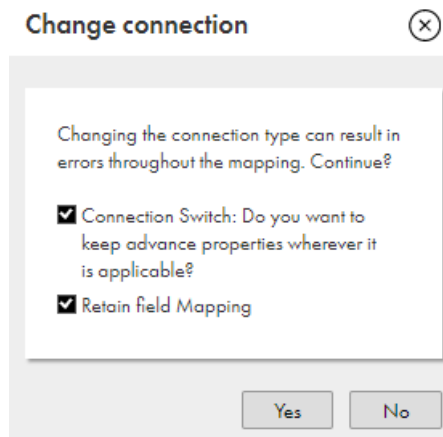 Change connection
Changing the connection type can result in
errors throughout the mapping. Continue?
Connection Switch: Do you want to
keep advance properties wherever it
is applicable?
Retain field Mapping
Yes No